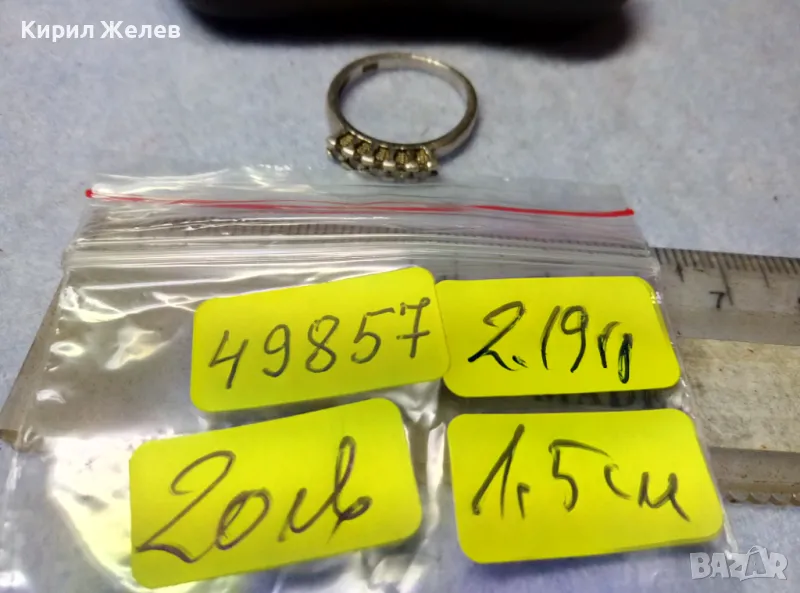 Кирил Желев
49857
2.19гр
20лв
1.5см
7
BAZAR